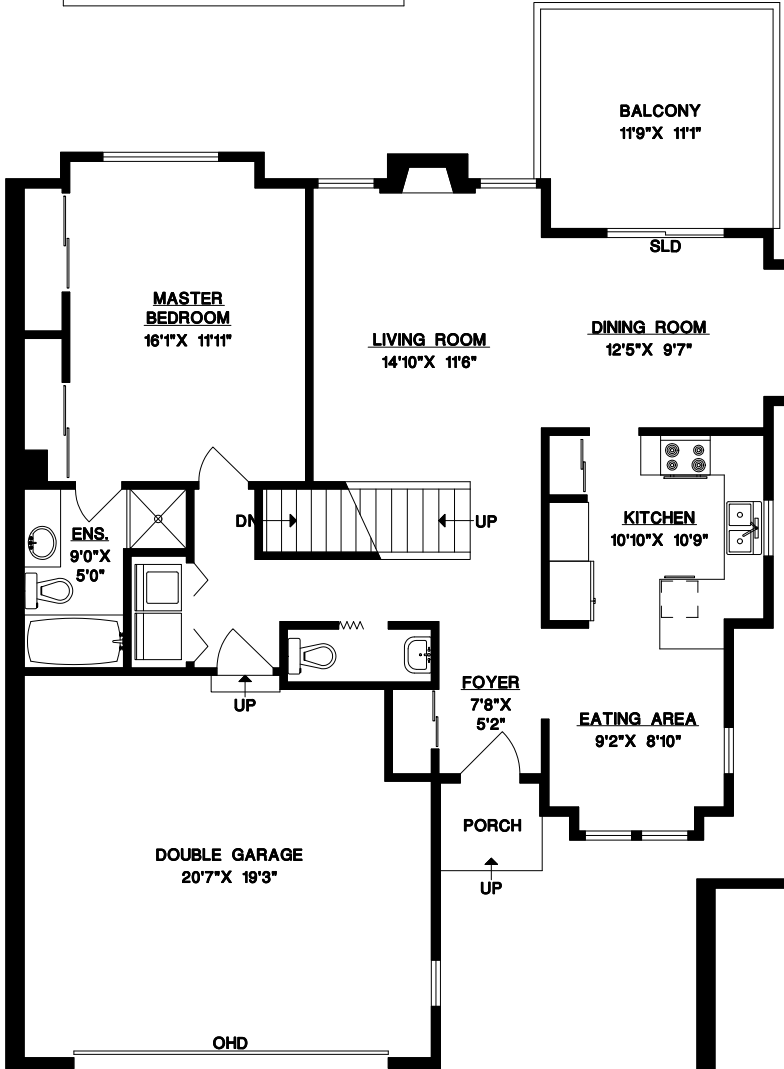 BALCONY
11'9"X 11'1"
SLD
MASTER
BEDROOM
16'1"X 11'11"
LIVING ROOM
14'10"X 11'6"
DINING ROOM
12'5"X 9'7"
DN
UP
ENS.
9'0"X
5'0"
KITCHEN
10'10"X 10'9"
UP
FOYER
7'8"X
5'2"
EATING AREA
9'2"X 8'10"
PORCH
UP
DOUBLE GARAGE
20'7"X 19'3"
OHD